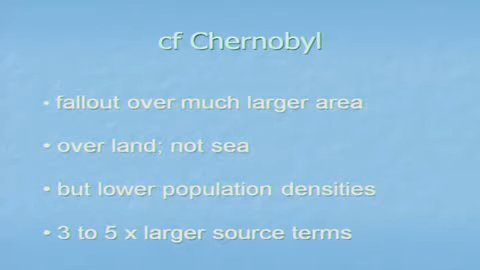 cf Chernobyl
• fallout over much larger area
• over land; not sea
• but lower population densities
• 3 to 5 x larger source terms